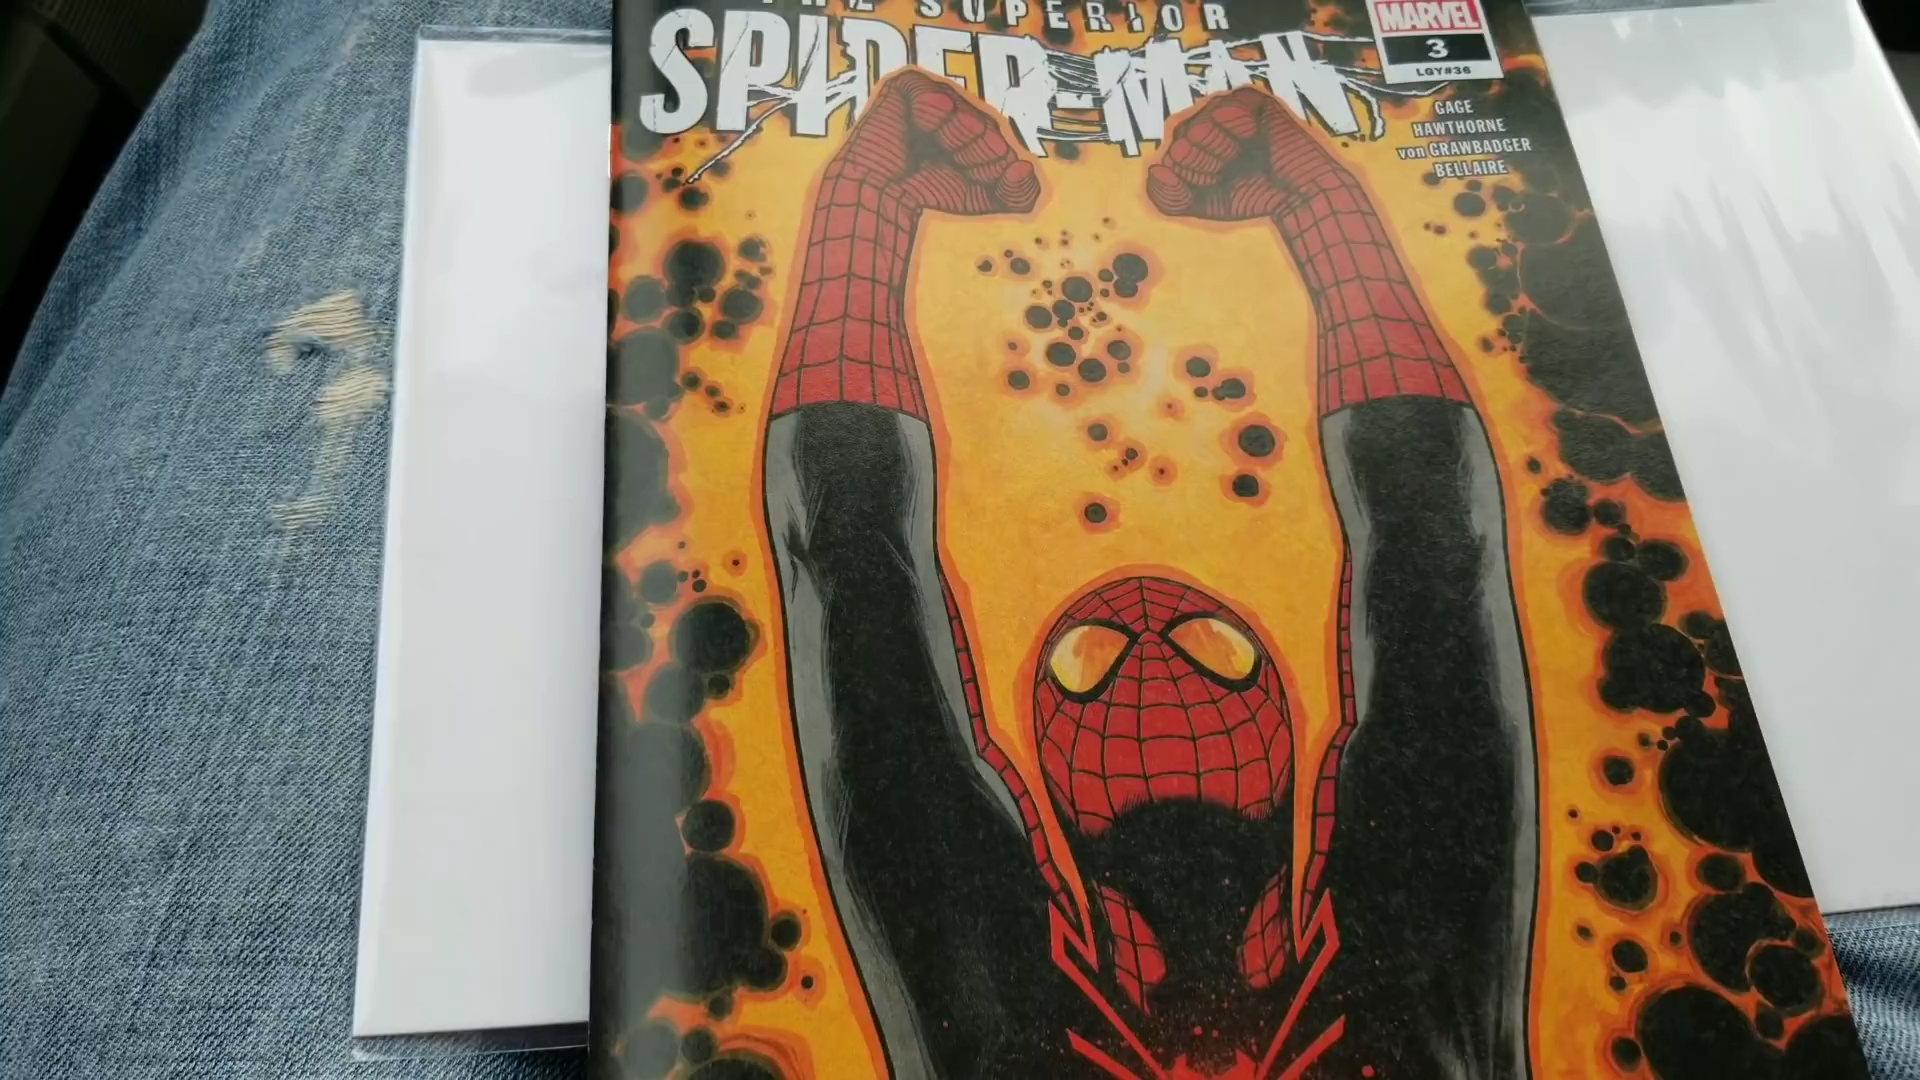 THE SUPERIOR
SPIDER-MAN
MARVEL
3
LGY#36
GAGE
HAWTHORNE
von GRAWBADGER
BELLAIRE